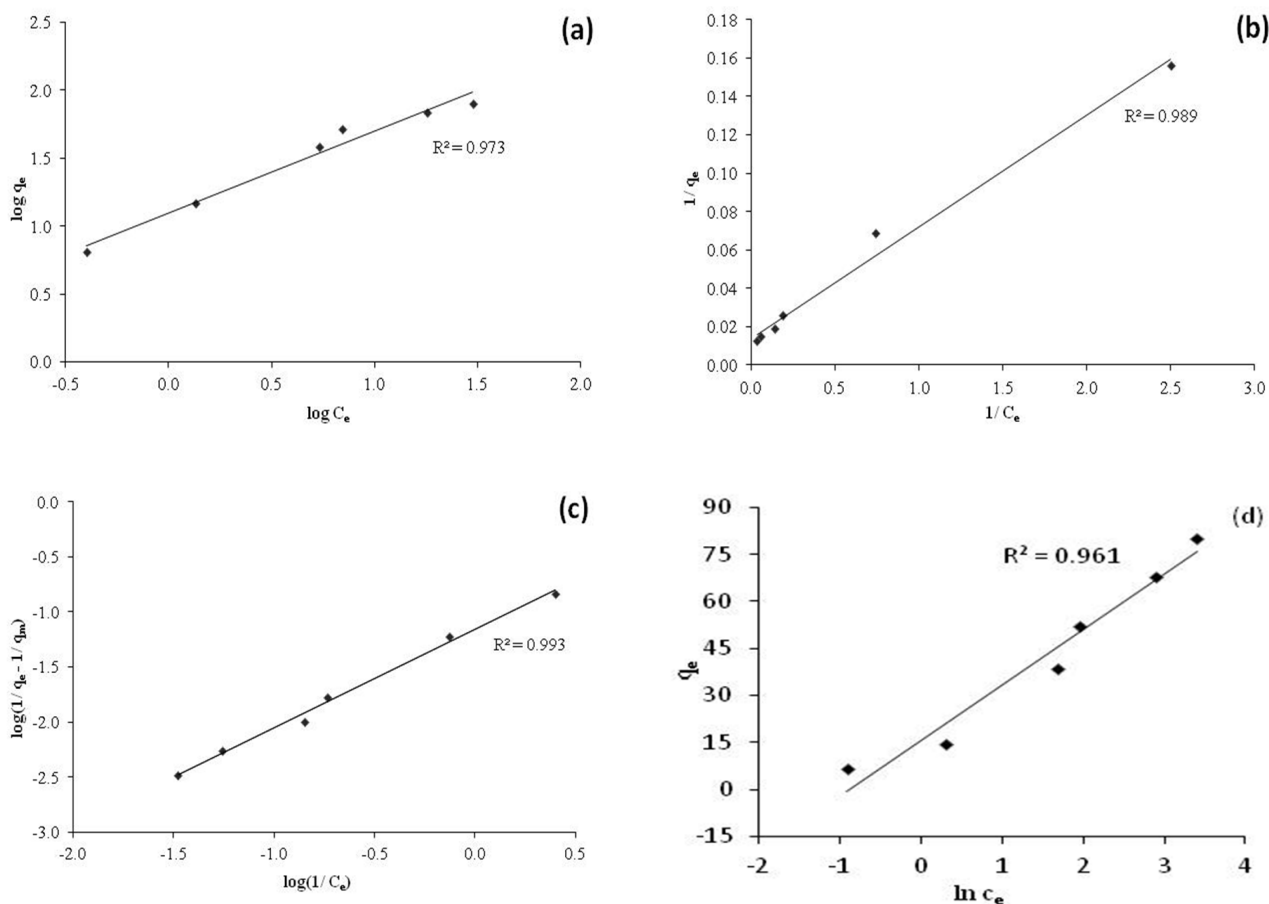 (a)
2.5
2.0
1.5
1.0
0.5
0.0
log qe
R² = 0.973
-0.5 0.0 0.5 1.0 1.5 2.0
log Ce
(b)
0.18
0.16
0.14
0.12
0.10
0.08
0.06
0.04
0.02
0.00
1/ qe
R² = 0.989
0.0 0.5 1.0 1.5 2.0 2.5 3.0
1/ Ce
(c)
0.0
-0.5
-1.0
-1.5
-2.0
-2.5
-3.0
log(1/ qe - 1/ qm)
R² = 0.993
-2.0 -1.5 -1.0 -0.5 0.0 0.5
log(1/ Ce)
(d)
90
75
60
45
30
15
0
-15
qe
R² = 0.961
-2 -1 0 1 2 3 4
ln ce